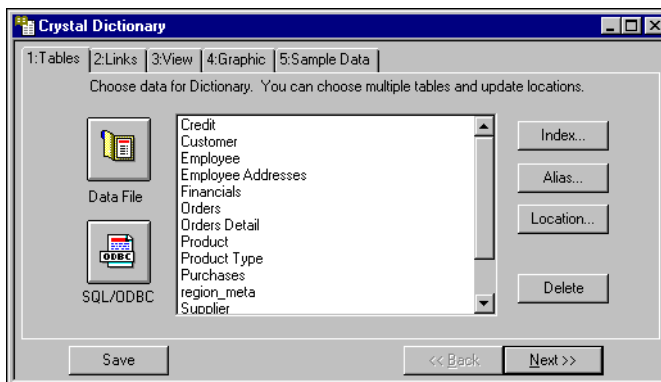 Crystal Dictionary
1:Tables 2:Links 3:View 4:Graphic 5:Sample Data
Choose data for Dictionary. You can choose multiple tables and update locations.
Data File
ODBC
SQL/ODBC
Credit
Customer
Employee
Employee Addresses
Financials
Orders
Orders Detail
Product
Product Type
Purchases
region_meta
Supplier
Index...
Alias...
Location...
Delete
Save
<< Back
Next >>